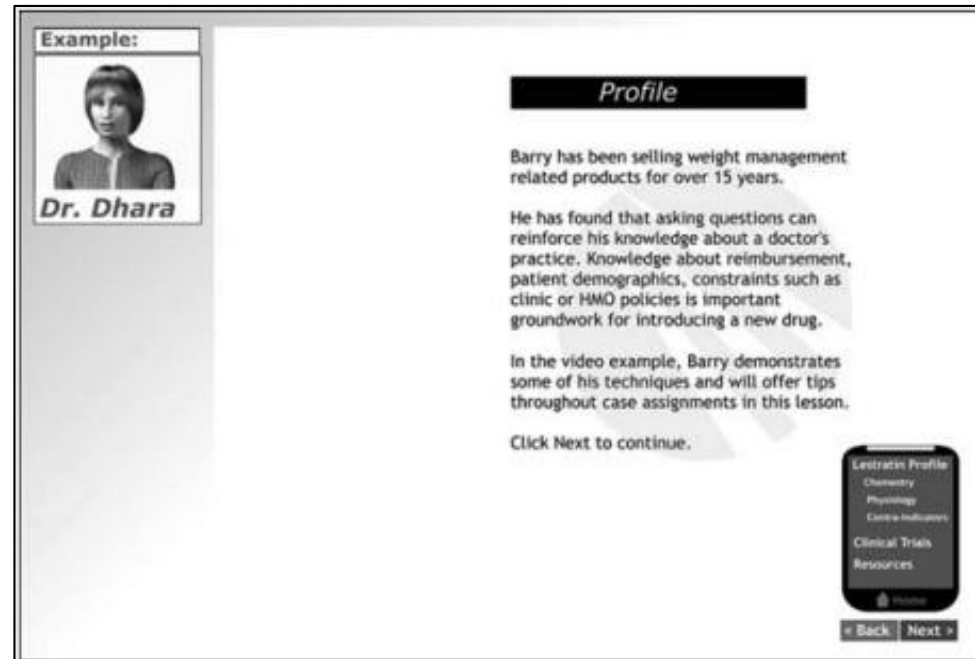 Example:
Dr. Dhara
Profile
Barry has been selling weight management
related products for over 15 years.
He has found that asking questions can
reinforce his knowledge about a doctor's
practice. Knowledge about reimbursement,
patient demographics, constraints such as
clinic or HMO policies is important
groundwork for introducing a new drug.
In the video example, Barry demonstrates
some of his techniques and will offer tips
throughout case assignments in this lesson.
Click Next to continue.
Lestratin Profile
Chemestry
Physiology
Contra-Indicators
Clinical Trials
Resources
Home
< Back Next >